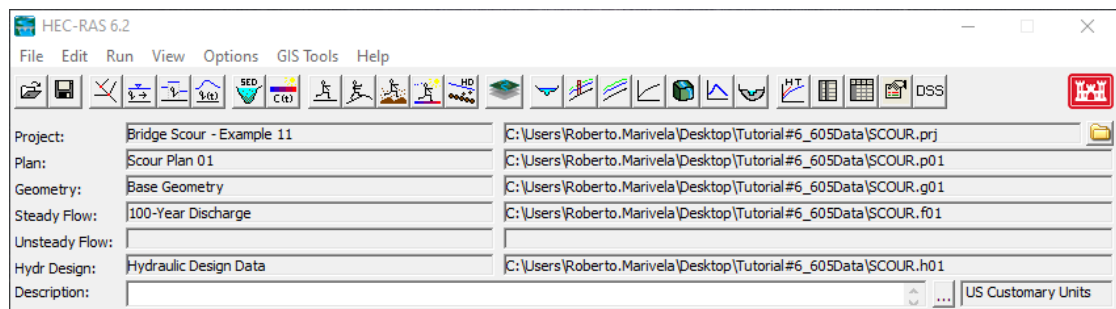 HEC-RAS 6.2
File Edit Run View Options GIS Tools Help
SED C(t) HD HT DSS
Project: Bridge Scour - Example 11 C:\Users\Roberto.Marivela\Desktop\Tutorial#6_605Data\SCOUR.prj
Plan: Scour Plan 01 C:\Users\Roberto.Marivela\Desktop\Tutorial#6_605Data\SCOUR.p01
Geometry: Base Geometry C:\Users\Roberto.Marivela\Desktop\Tutorial#6_605Data\SCOUR.g01
Steady Flow: 100-Year Discharge C:\Users\Roberto.Marivela\Desktop\Tutorial#6_605Data\SCOUR.f01
Unsteady Flow:
Hydr Design: Hydraulic Design Data C:\Users\Roberto.Marivela\Desktop\Tutorial#6_605Data\SCOUR.h01
Description: ... US Customary Units